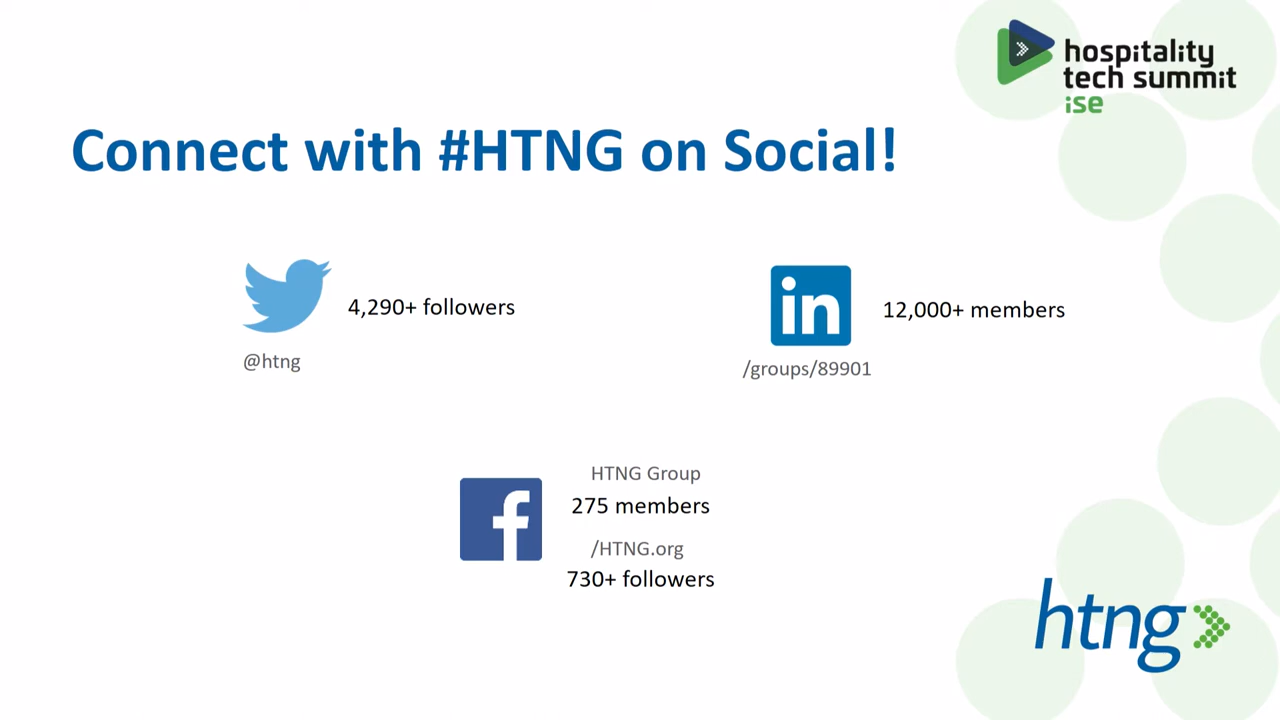 hospitality
tech summit
ise
Connect with #HTNG on Social!
4,290+ followers
@htng
in
12,000+ members
/groups/89901
f
HTNG Group
275 members
/HTNG.org
730+ followers
htng